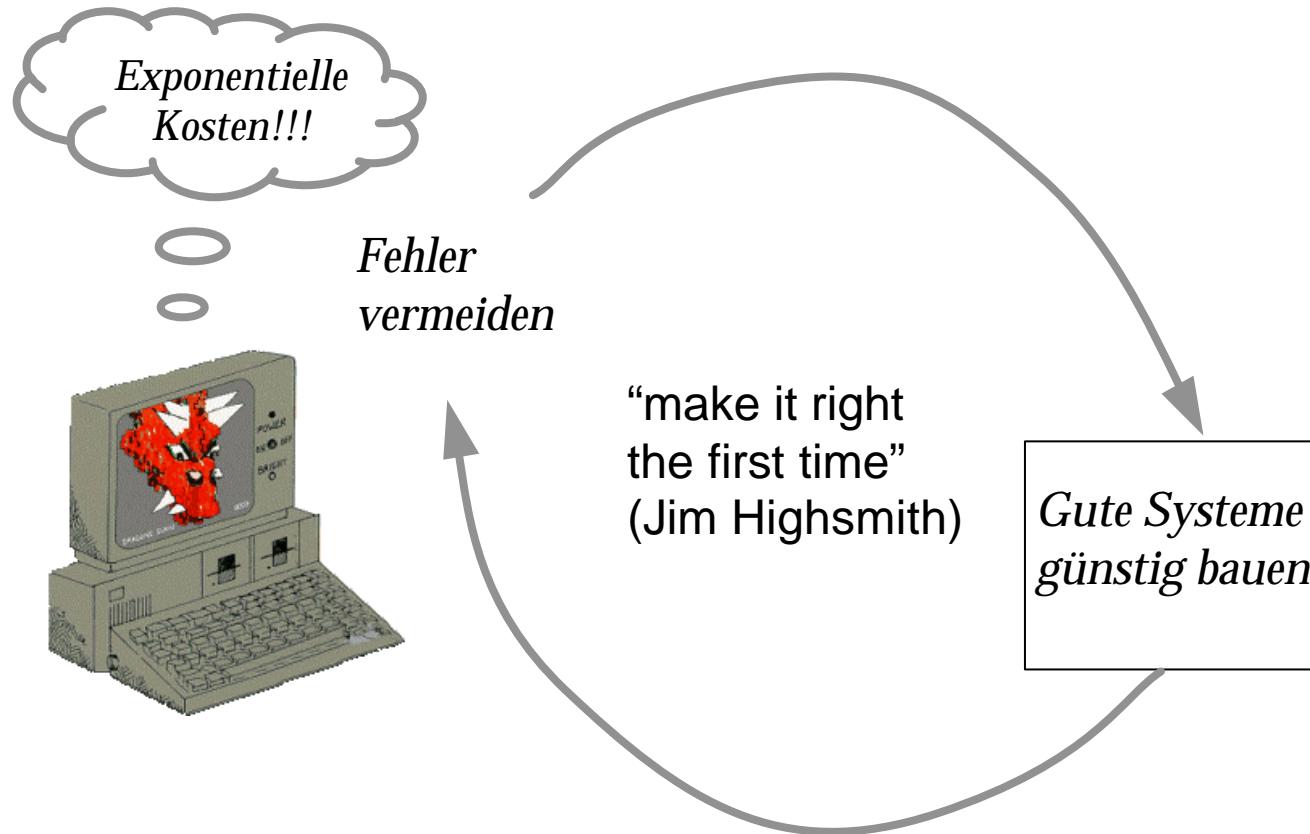 Exponentielle
Kosten!!!
Fehler
vermeiden
“make it right
the first time”
(Jim Highsmith)
Gute Systeme
günstig bauen
POWER
BRIGHT